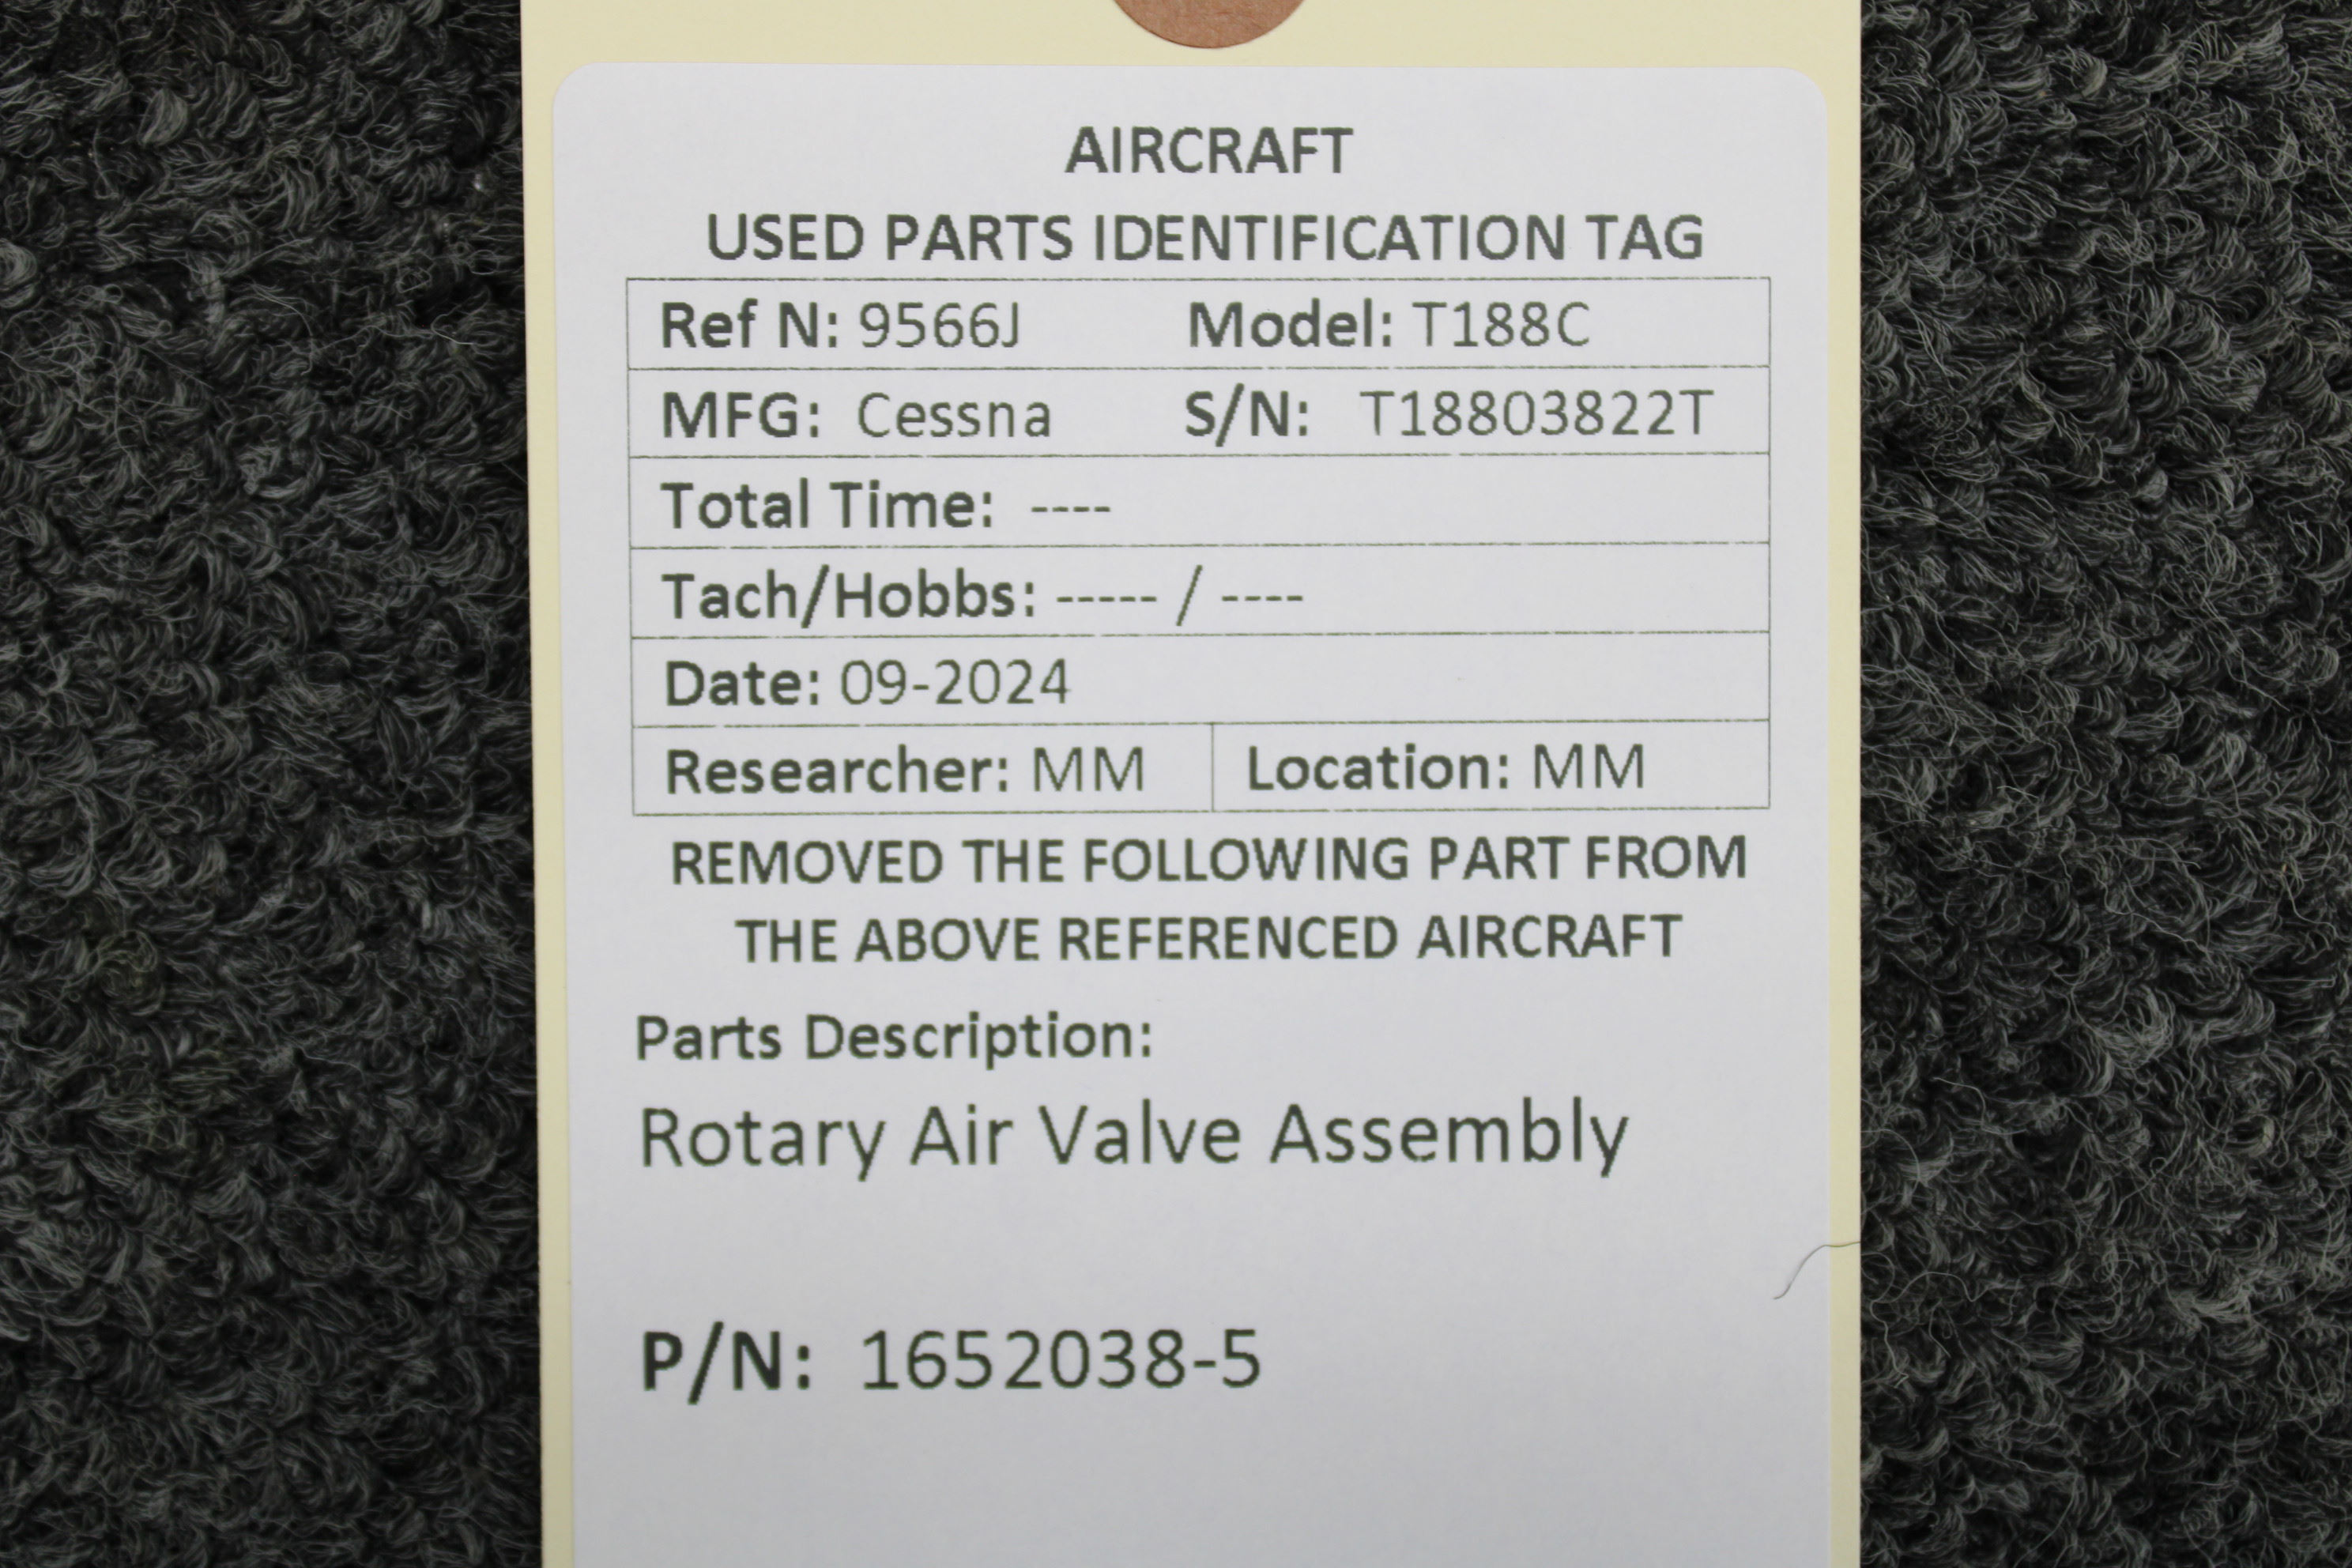 AIRCRAFT
USED PARTS IDENTIFICATION TAG
Ref N: 9566J Model: T188C
MFG: Cessna S/N: T18803822T
Total Time: ----
Tach/Hobbs: ----- / ----
Date: 09-2024
Researcher: MM Location: MM
REMOVED THE FOLLOWING PART FROM
THE ABOVE REFERENCED AIRCRAFT
Parts Description:
Rotary Air Valve Assembly
P/N: 1652038-5